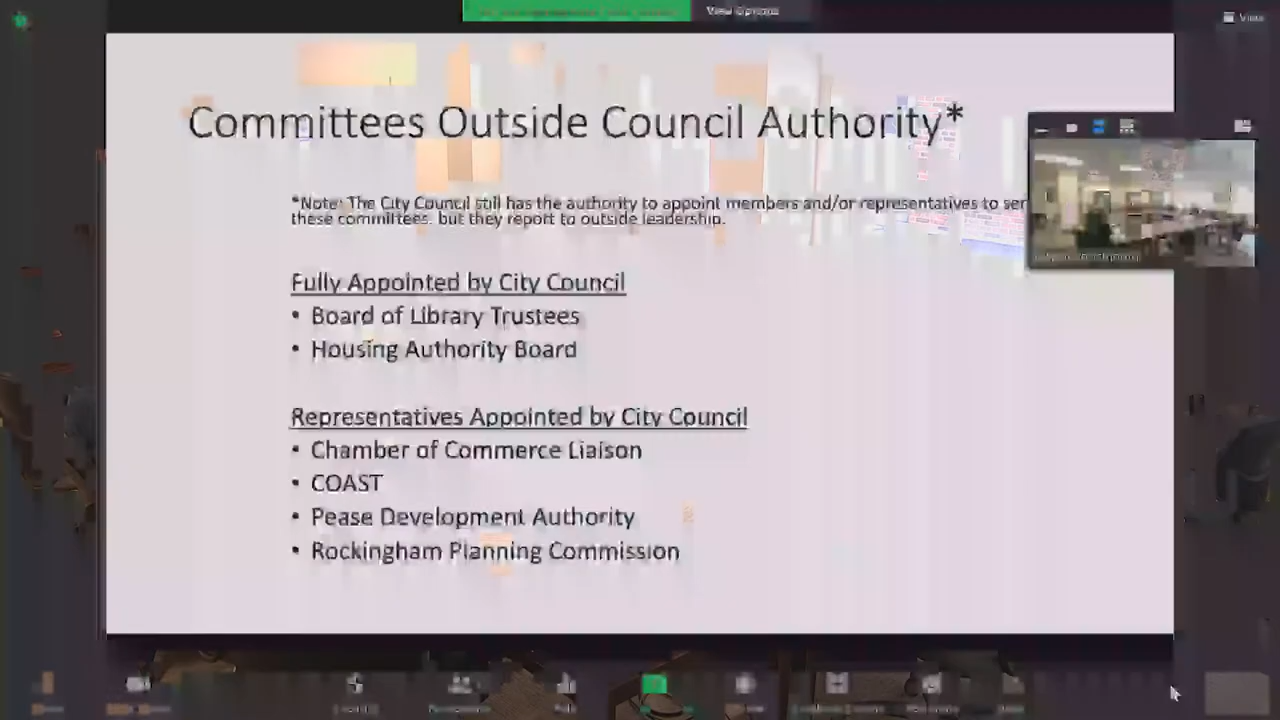 View Options
View
Committees Outside Council Authority*
*Note: The City Council still has the authority to appoint members and/or representatives to ser
these committees, but they report to outside leadership.
Fully Appointed by City Council
• Board of Library Trustees
• Housing Authority Board
Representatives Appointed by City Council
• Chamber of Commerce Liaison
• COAST
• Pease Development Authority
• Rockingham Planning Commission